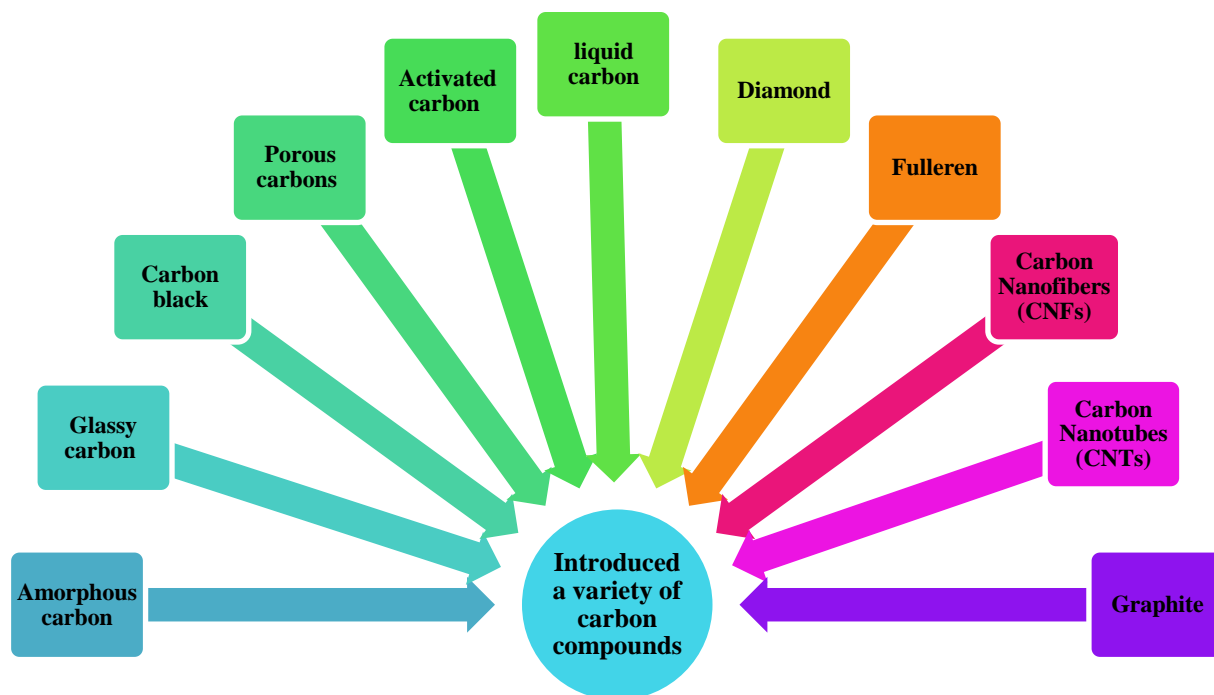 Amorphous
carbon
Glassy
carbon
Carbon
black
Porous
carbons
Activated
carbon
liquid
carbon
Diamond
Fulleren
Carbon
Nanofibers
(CNFs)
Carbon
Nanotubes
(CNTs)
Graphite
Introduced
a variety of
carbon
compounds